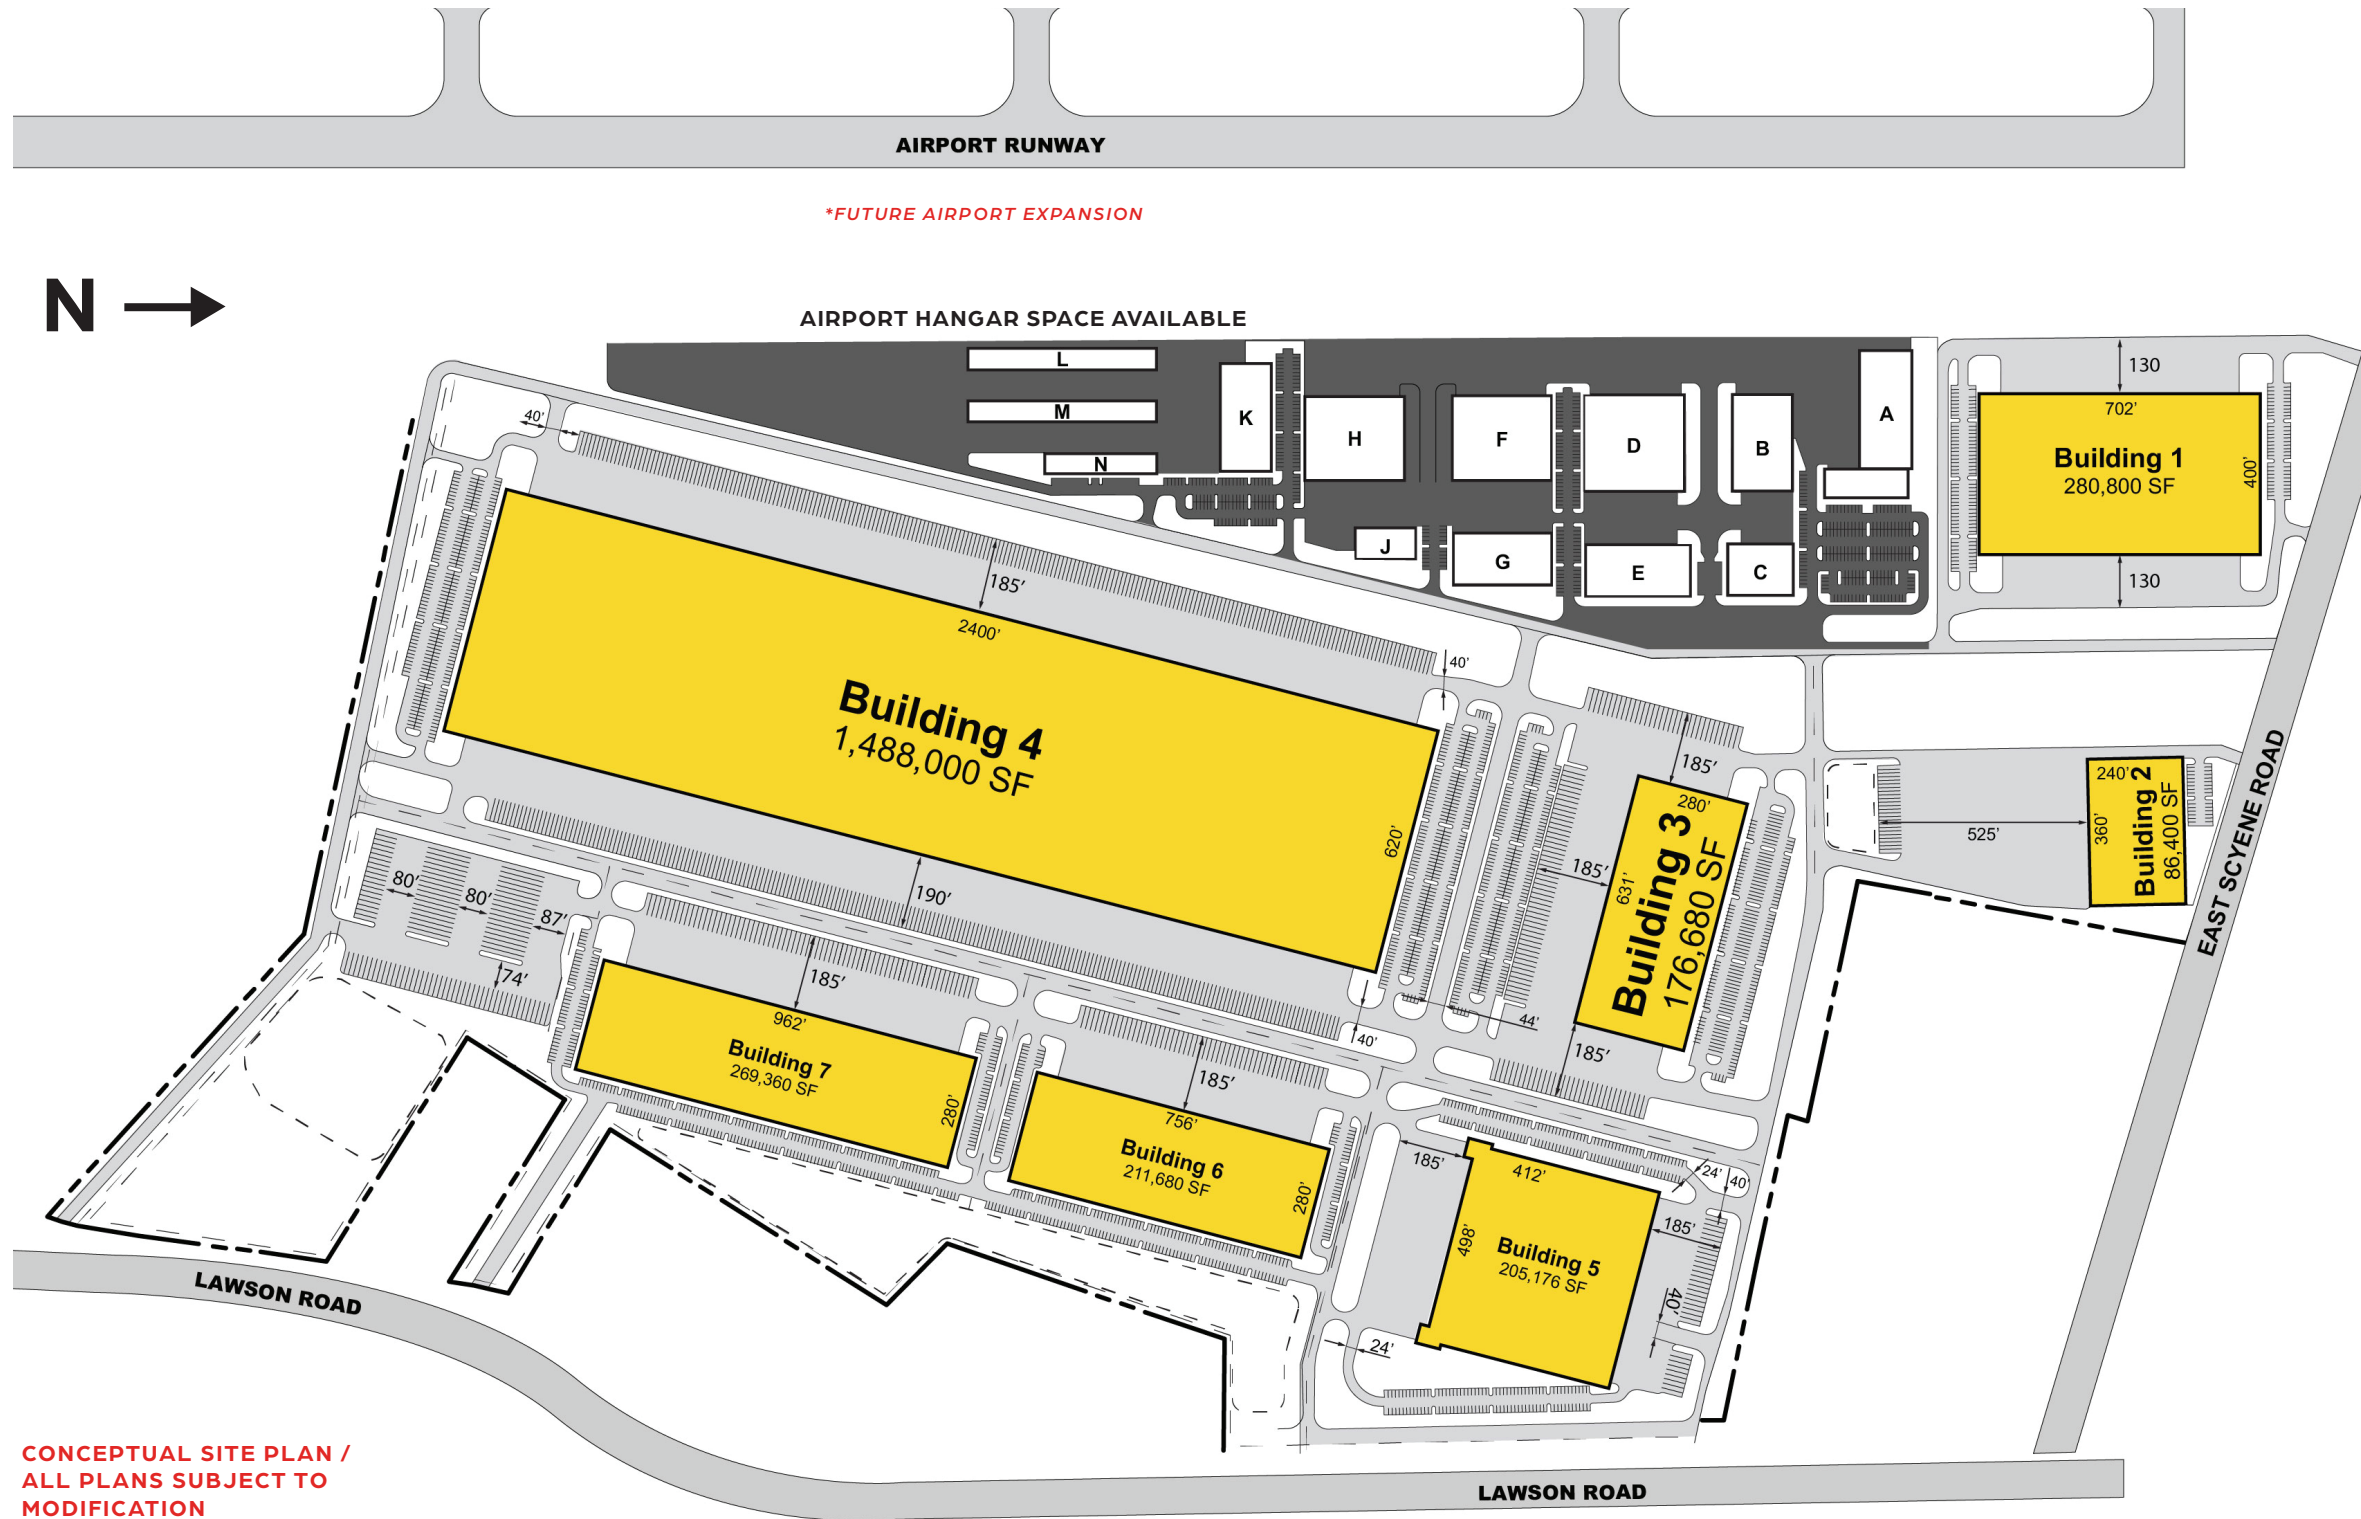 AIRPORT RUNWAY
*FUTURE AIRPORT EXPANSION
N
AIRPORT HANGAR SPACE AVAILABLE
L
M
N
K
H
F
D
B
A
J
G
E
C
130
702'
Building 1
280,800 SF
400'
130
40'
185'
2400'
Building 4
1,488,000 SF
620'
40'
190'
40'
44'
185'
280'
Building 3
176,680 SF
631'
185'
185'
525'
240'
360'
Building 2
86,400 SF
EAST SCYENE ROAD
80'
80'
87'
74'
185'
962'
Building 7
269,360 SF
280'
185'
756'
Building 6
211,680 SF
280'
185'
412'
24'
40'
498'
Building 5
205,176 SF
185'
40'
24'
LAWSON ROAD
LAWSON ROAD
CONCEPTUAL SITE PLAN /
ALL PLANS SUBJECT TO
MODIFICATION